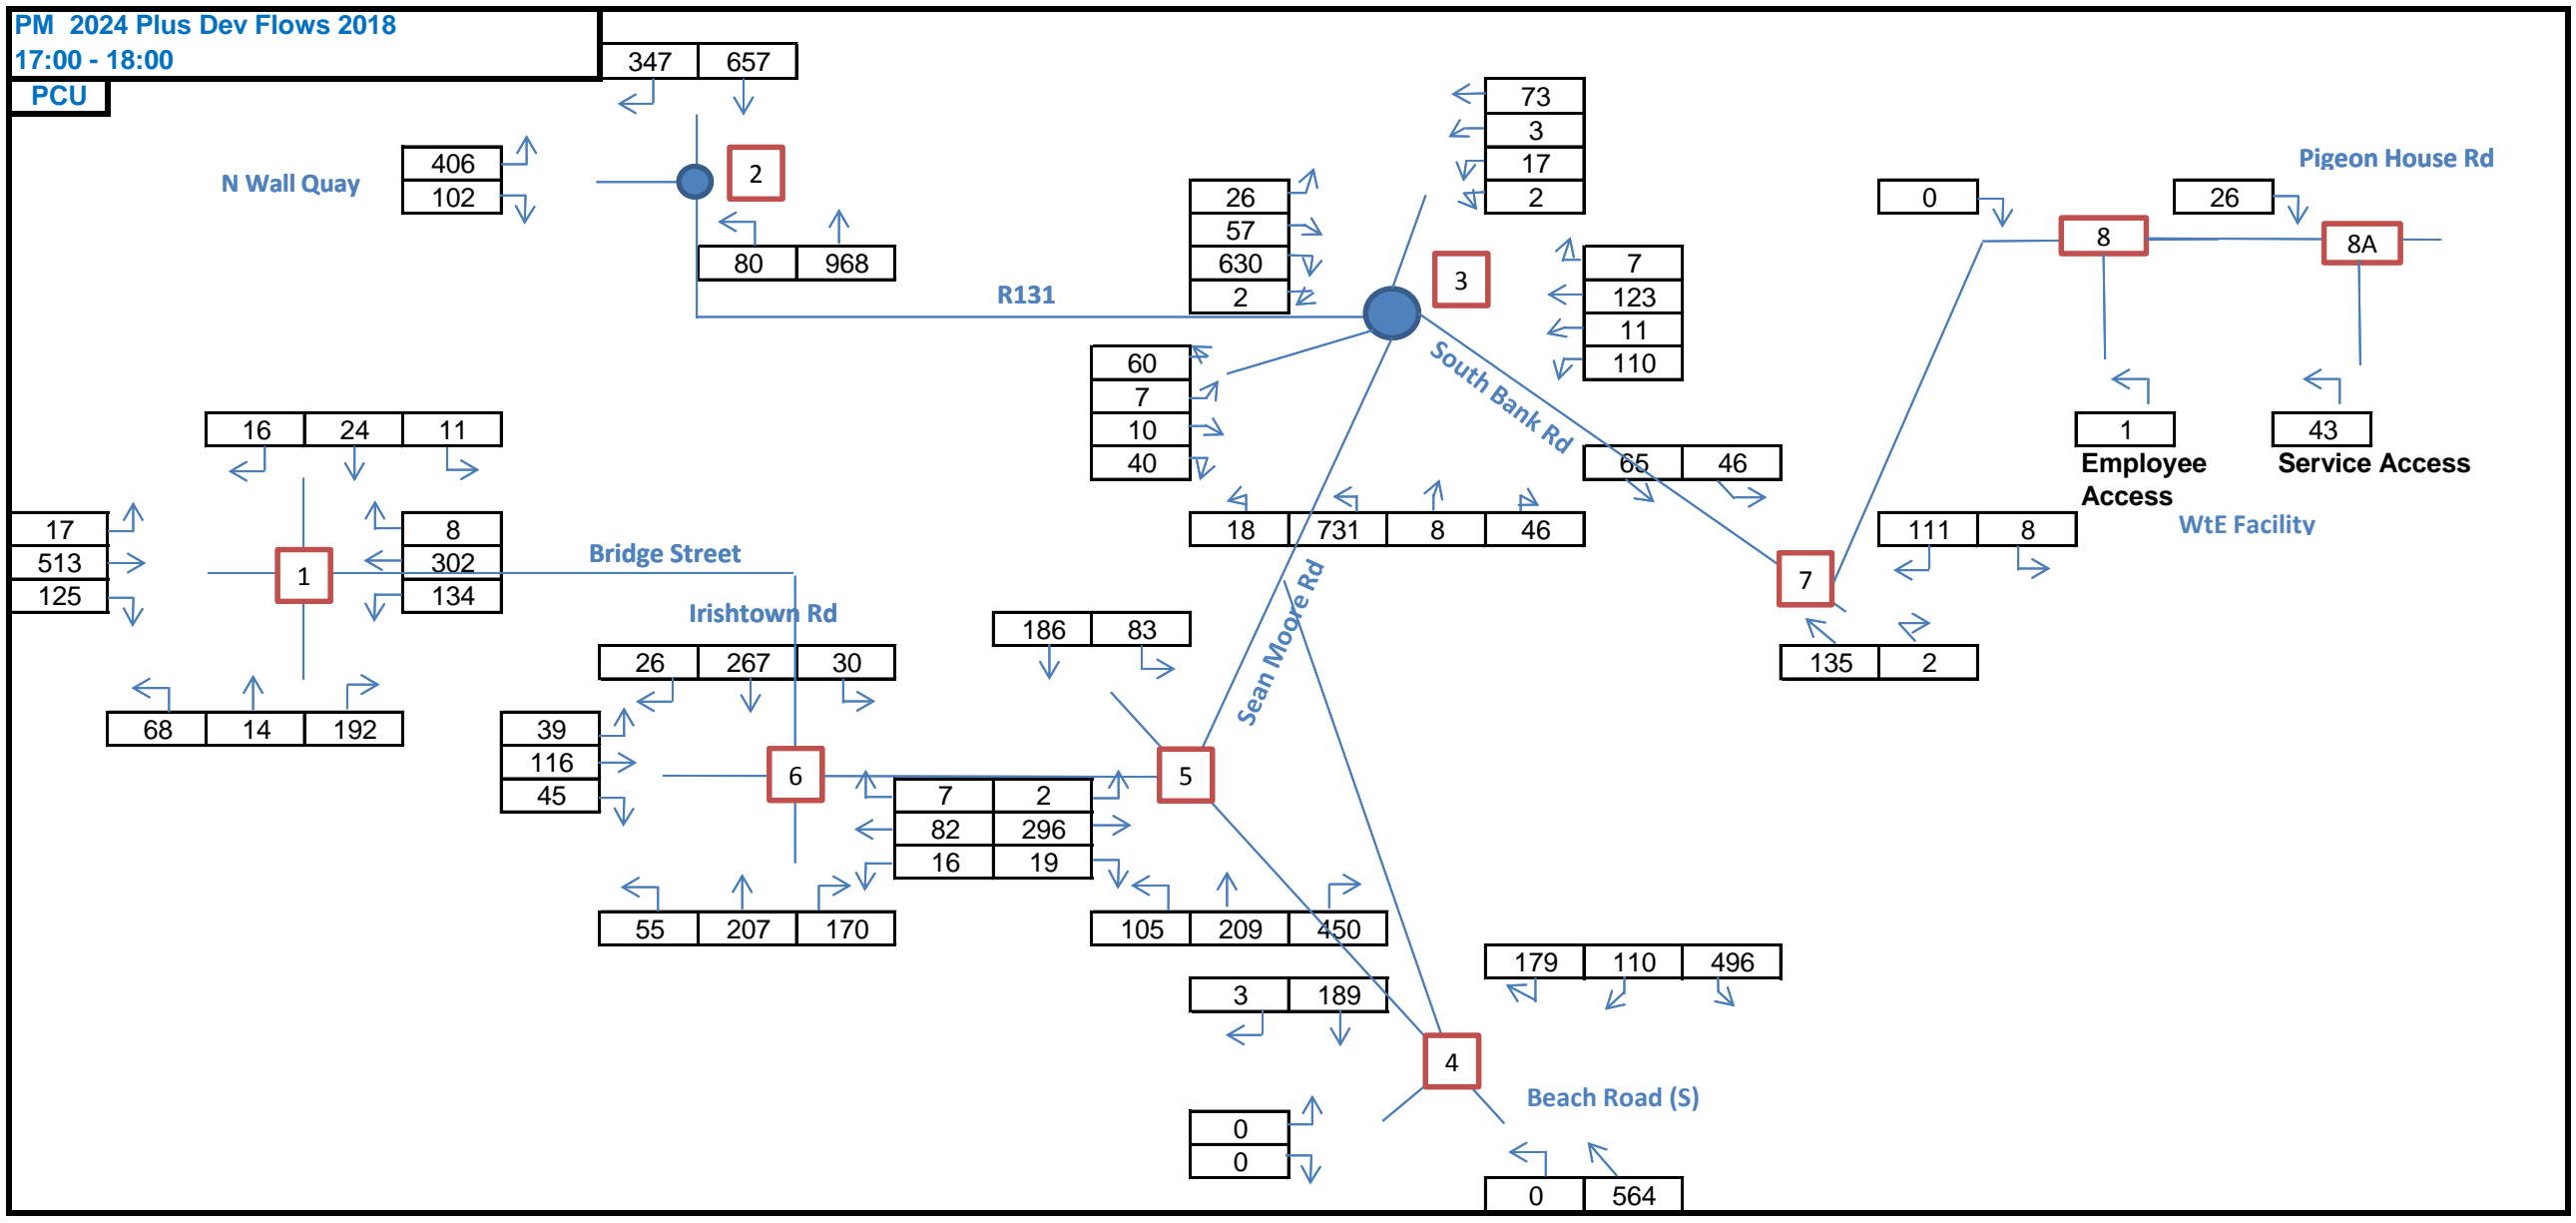 PM 2024 Plus Dev Flows 2018
17:00 - 18:00
PCU
347 657
73
3
17
2
406
102
N Wall Quay
2
80 968
26
57
630
2
R131
3
7
123
11
110
0
26
Pigeon House Rd
8
8A
60
7
10
40
South Bank Rd
65 46
1
43
Employee
Access
Service Access
WtE Facility
16 24 11
17
513
125
1
8
302
134
Bridge Street
68 14 192
18 731 8 46
111 8
7
135 2
Irishtown Rd
26 267 30
186 83
Sean Moore Rd
39
116
45
6
7 2
82 296
16 19
5
55 207 170
105 209 450
179 110 496
3 189
4
Beach Road (S)
0
0
0 564